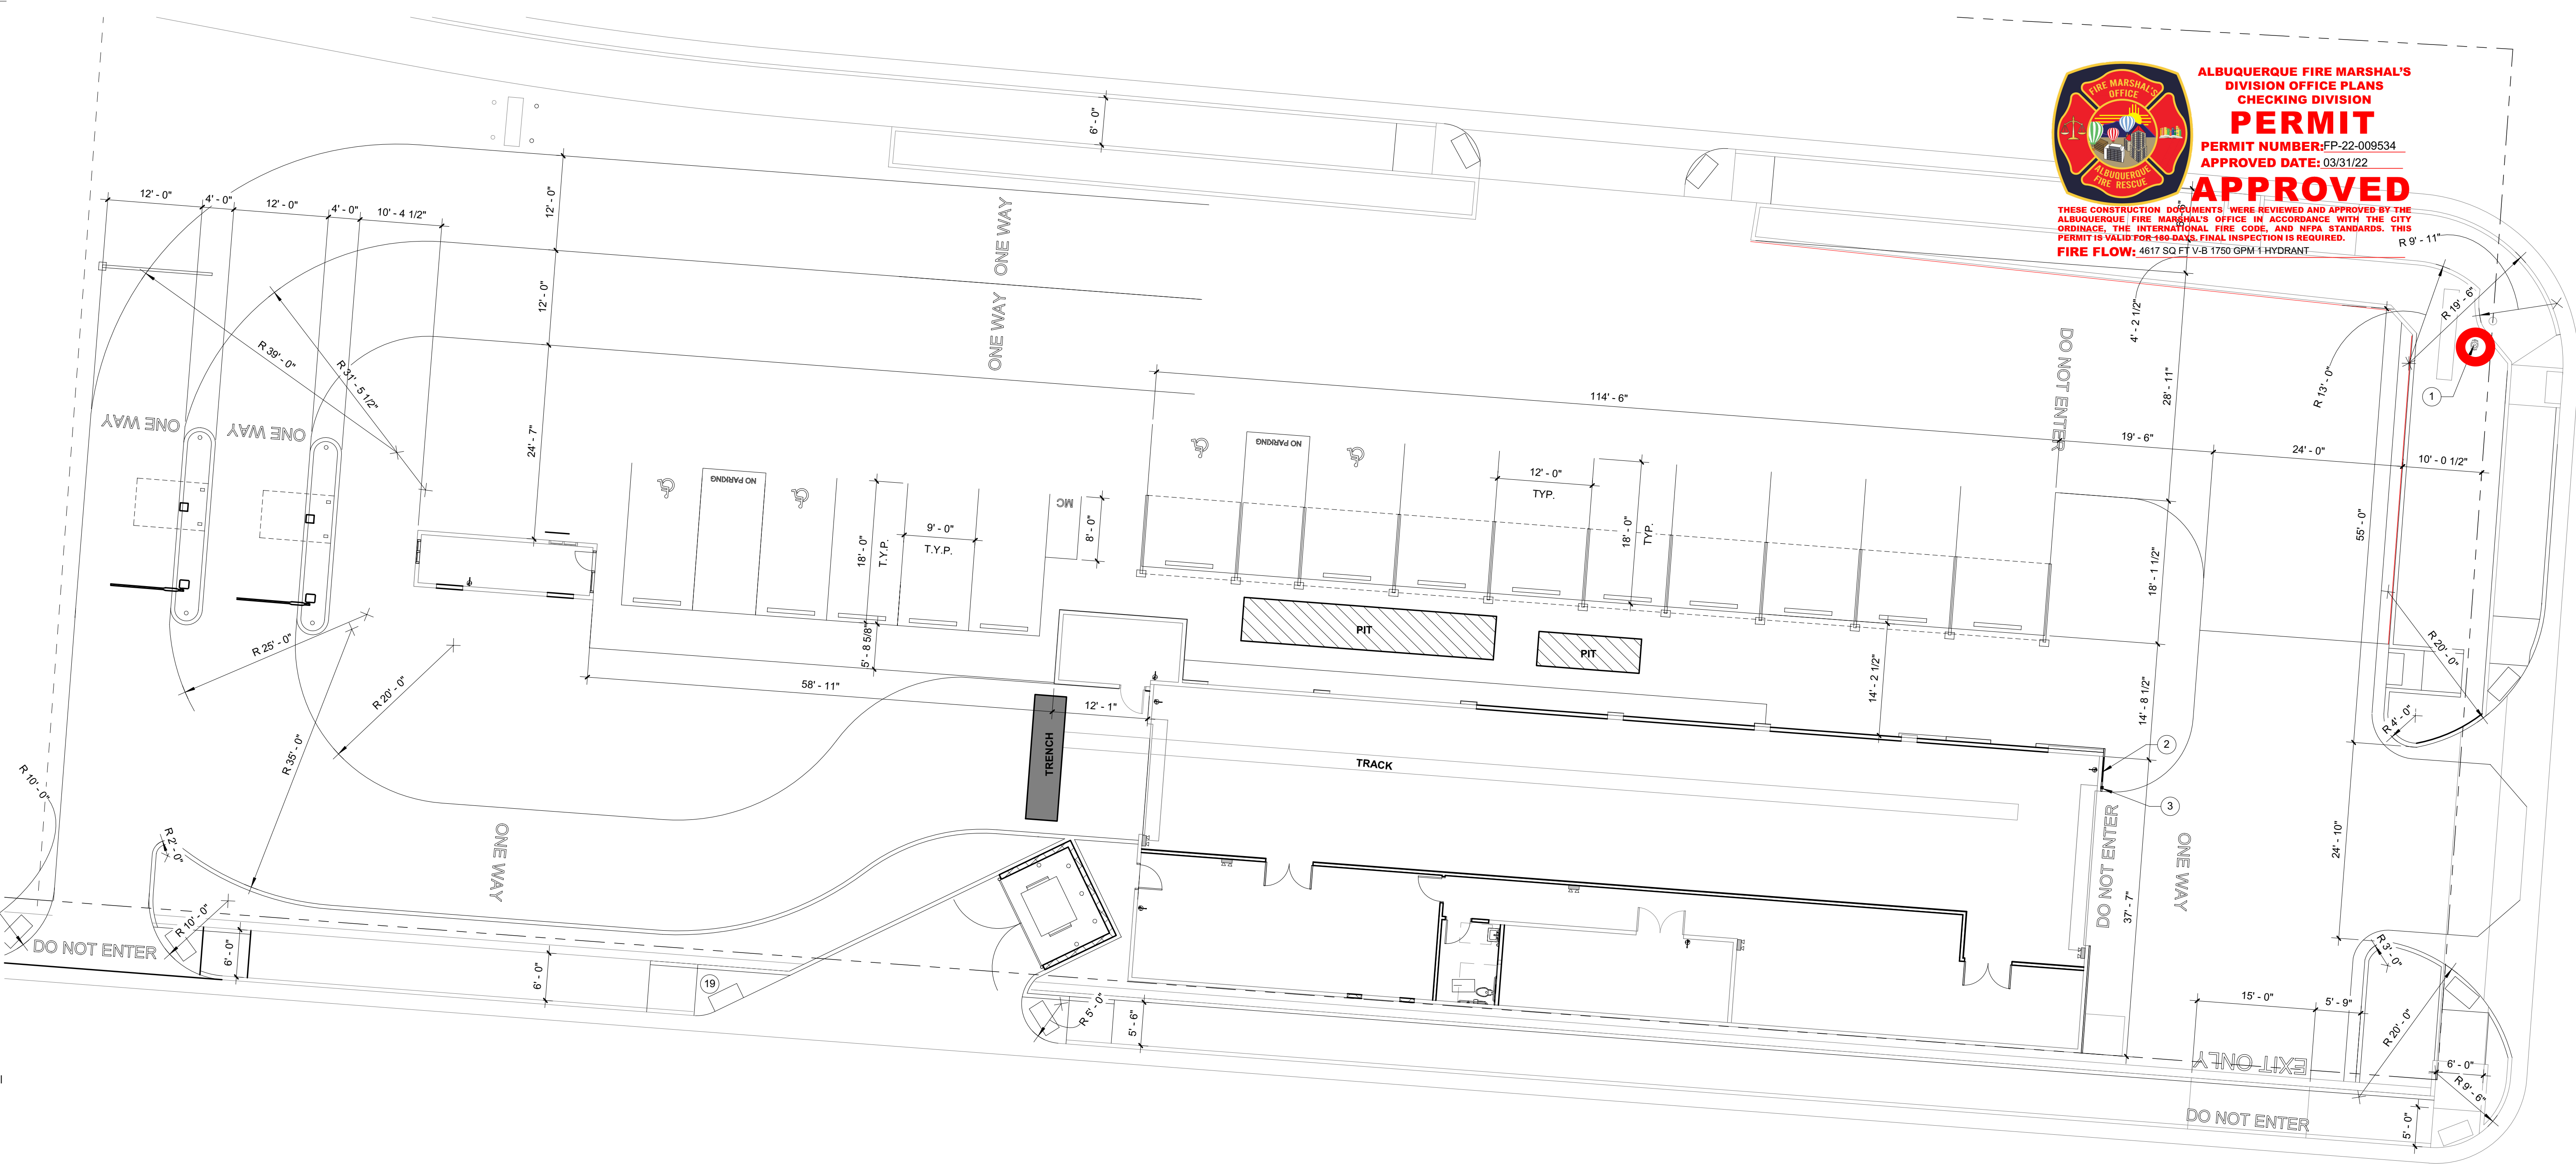 FIRE MARSHAL'S
OFFICE
ALBUQUERQUE
FIRE RESCUE
ALBUQUERQUE FIRE MARSHAL'S
DIVISION OFFICE PLANS
CHECKING DIVISION
PERMIT
PERMIT NUMBER: FP-22-009534
APPROVED DATE: 03/31/22
APPROVED
THESE CONSTRUCTION DOCUMENTS WERE REVIEWED AND APPROVED BY THE
ALBUQUERQUE FIRE MARSHAL'S OFFICE IN ACCORDANCE WITH THE CITY
ORDINACE, THE INTERNATIONAL FIRE CODE, AND NFPA STANDARDS. THIS
PERMIT IS VALID FOR 180 DAYS. FINAL INSPECTION IS REQUIRED.
FIRE FLOW: 4617 SQ FT V-B 1750 GPM 1 HYDRANT
6' - 0"
12' - 0"
4' - 0"
12' - 0"
4' - 0"
10' - 4 1/2"
12' - 0"
12' - 0"
24' - 7"
ONE WAY
ONE WAY
R 39' - 0"
R 31' - 5 1/2"
ONE WAY
ONE WAY
R 9' - 11"
R 19' - 6"
4' - 2 1/2"
R 13' - 0"
1
28' - 11"
DO NOT ENTER
114' - 6"
19' - 6"
24' - 0"
10' - 0 1/2"
NO PARKING
NO PARKING
MC
8' - 0"
18' - 0"
T.Y.P.
9' - 0"
T.Y.P.
12' - 0"
TYP.
18' - 0"
TYP.
55' - 0"
18' - 1 1/2"
PIT
PIT
5' - 8 5/8"
58' - 11"
12' - 1"
14' - 2 1/2"
14' - 8 1/2"
R 25' - 0"
R 20' - 0"
R 35' - 0"
R 20' - 0"
R 4' - 0"
TRENCH
TRACK
2
3
R 10' - 0"
R 2' - 0"
ONE WAY
DO NOT ENTER
ONE WAY
24' - 10"
37' - 7"
R 10' - 0"
DO NOT ENTER
6' - 0"
6' - 0"
19
R 5' - 0"
5' - 6"
R 3' - 0"
15' - 0"
5' - 9"
R 20' - 0"
EXIT ONLY
6' - 0"
R 9' - 6"
DO NOT ENTER
5' - 0"